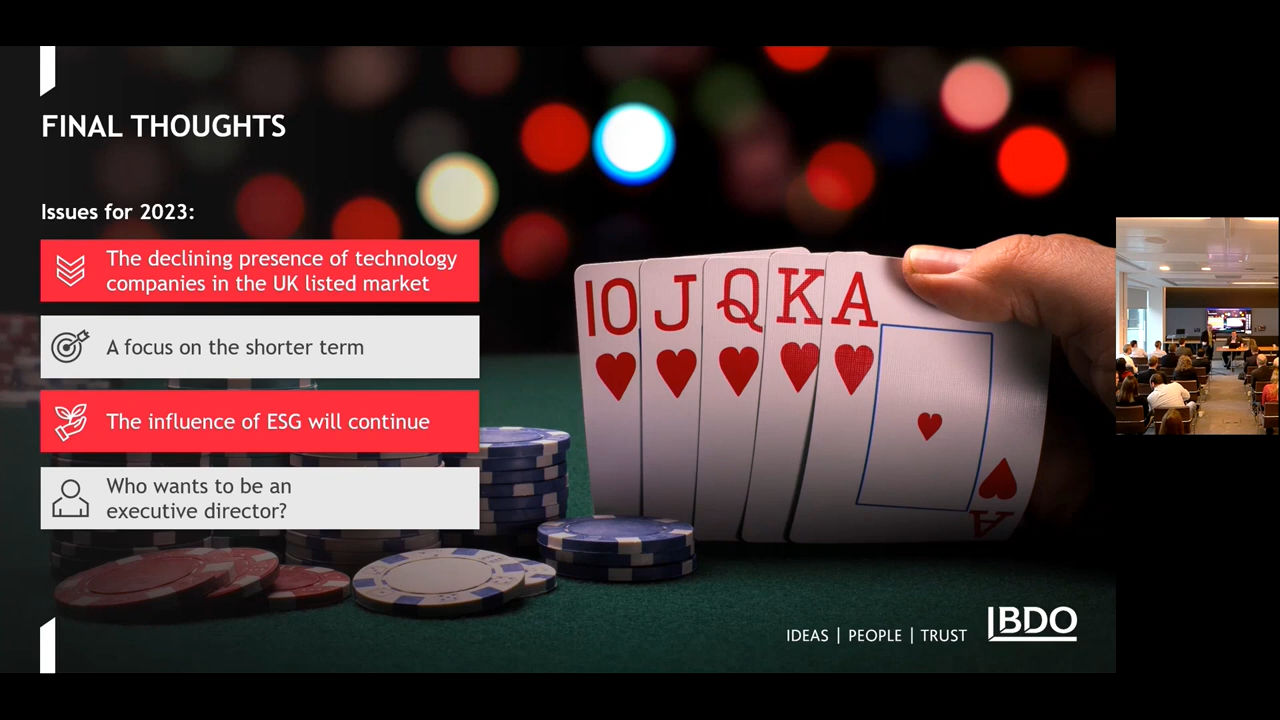 FINAL THOUGHTS
Issues for 2023:
The declining presence of technology
companies in the UK listed market
A focus on the shorter term
The influence of ESG will continue
Who wants to be an
executive director?
10 J Q K A
A
IDEAS | PEOPLE | TRUST
BDO